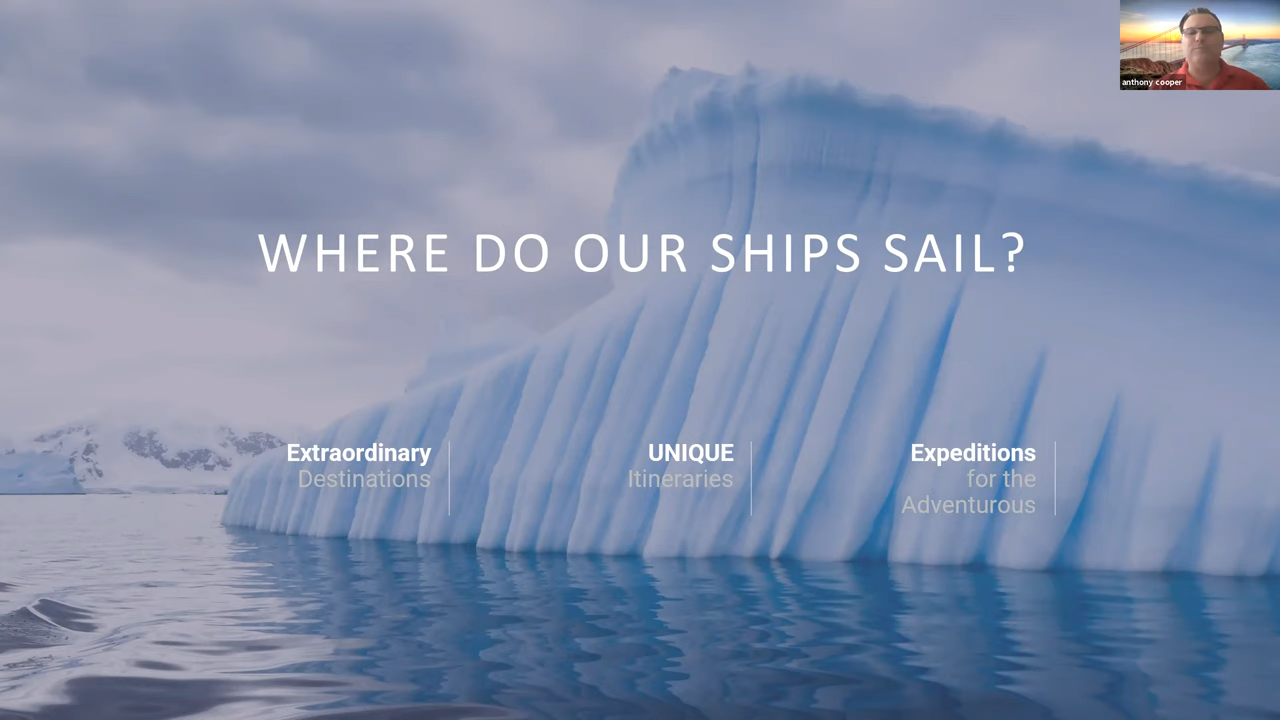 anthony cooper
WHERE DO OUR SHIPS SAIL?
Extraordinary
Destinations
UNIQUE
Itineraries
Expeditions
for the
Adventurous